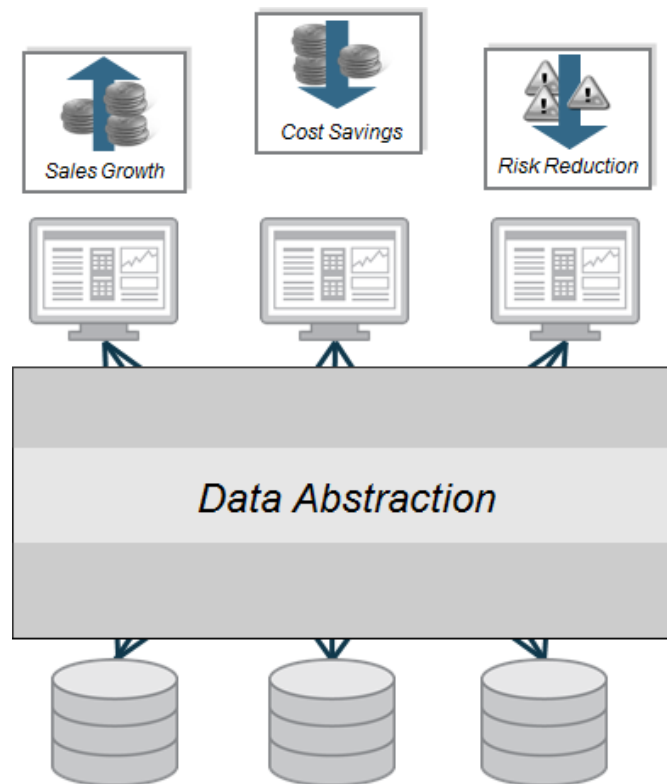 Sales Growth
Cost Savings
Risk Reduction
Data Abstraction